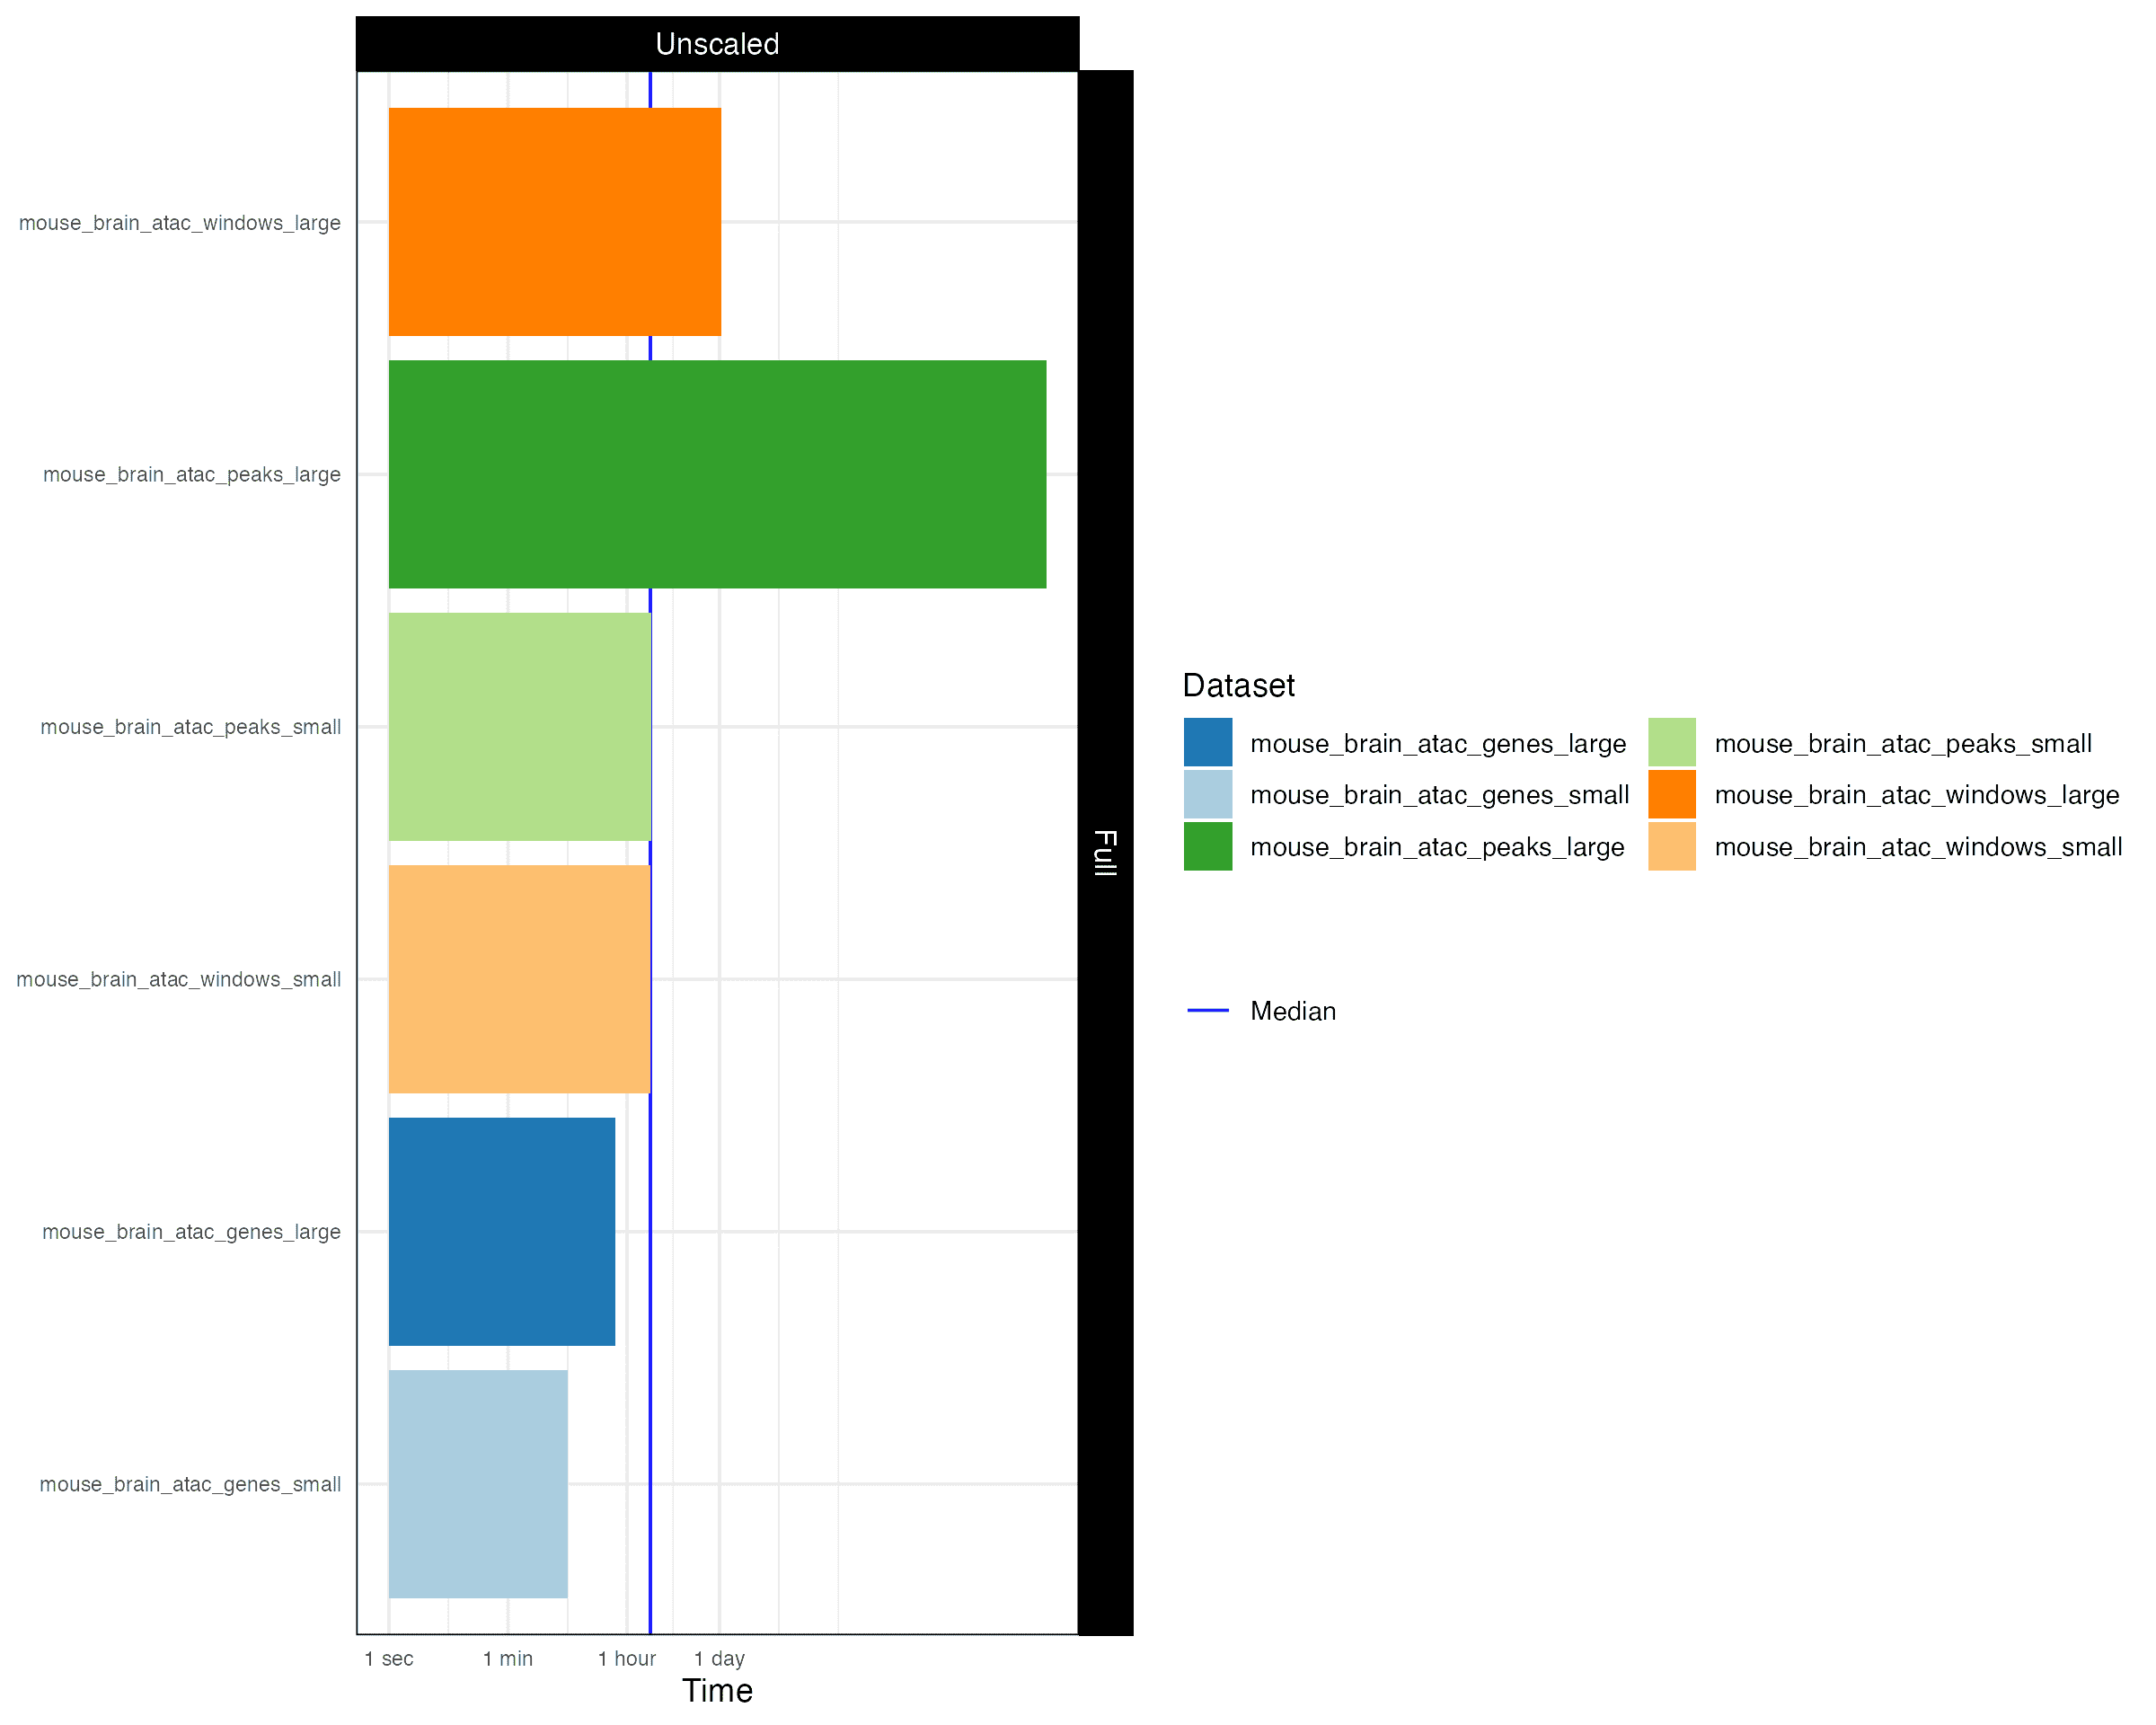 Unscaled
mouse_brain_atac_windows_large
mouse_brain_atac_peaks_large
mouse_brain_atac_peaks_small
mouse_brain_atac_windows_small
mouse_brain_atac_genes_large
mouse_brain_atac_genes_small
1 sec 1 min 1 hour 1 day
Time
Full
Dataset
mouse_brain_atac_genes_large mouse_brain_atac_peaks_small
mouse_brain_atac_genes_small mouse_brain_atac_windows_large
mouse_brain_atac_peaks_large mouse_brain_atac_windows_small
Median